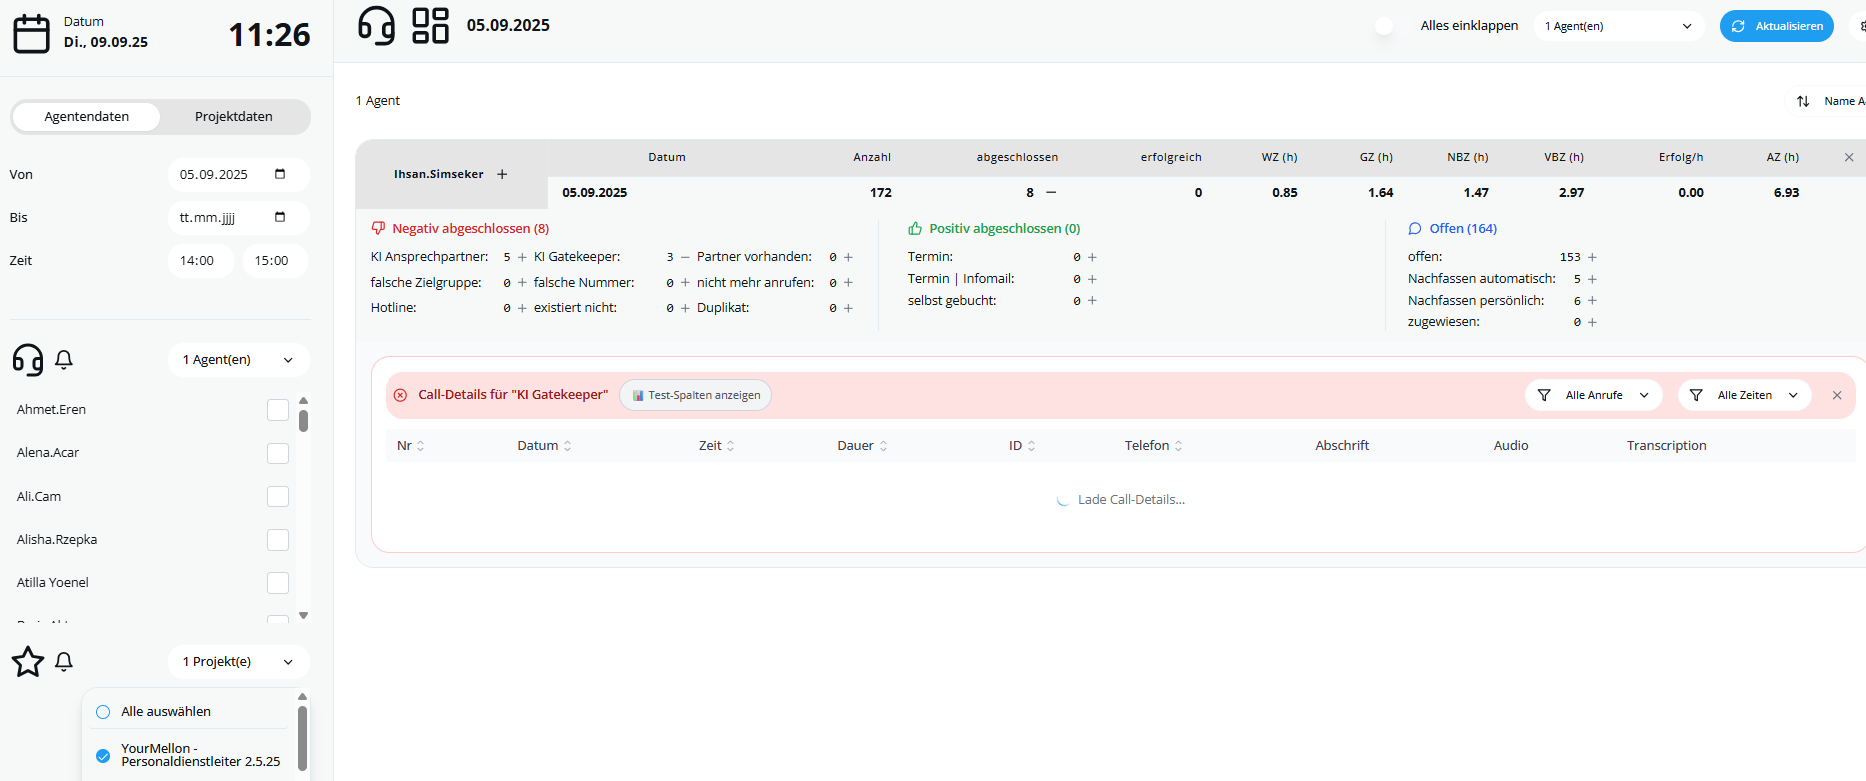 Datum
Di., 09.09.25
11:26
Agentendaten
Projektdaten
Von
05.09.2025
Bis
tt.mm.jjjj
Zeit
14:00
15:00
1 Agent(en)
Ahmet.Eren
Alena.Acar
Ali.Cam
Alisha.Rzepka
Atilla Yoenel
1 Projekt(e)
Alle auswählen
YourMellon -
Personaldienstleiter 2.5.25
05.09.2025
Alles einklappen
1 Agent(en)
Aktualisieren
1 Agent
Name A
Ihsan.Simseker +
Datum Anzahl abgeschlossen erfolgreich WZ (h) GZ (h) NBZ (h) VBZ (h) Erfolg/h AZ (h)
05.09.2025 172 8 − 0 0.85 1.64 1.47 2.97 0.00 6.93
Negativ abgeschlossen (8)
KI Ansprechpartner: 5 + KI Gatekeeper: 3 − Partner vorhanden: 0 +
falsche Zielgruppe: 0 + falsche Nummer: 0 + nicht mehr anrufen: 0 +
Hotline: 0 + existiert nicht: 0 + Duplikat: 0 +
Positiv abgeschlossen (0)
Termin: 0 +
Termin | Infomail: 0 +
selbst gebucht: 0 +
Offen (164)
offen: 153 +
Nachfassen automatisch: 5 +
Nachfassen persönlich: 6 +
zugewiesen: 0 +
Call-Details für "KI Gatekeeper"
Test-Spalten anzeigen
Alle Anrufe
Alle Zeiten
Nr Datum Zeit Dauer ID Telefon Abschrift Audio Transcription
Lade Call-Details...